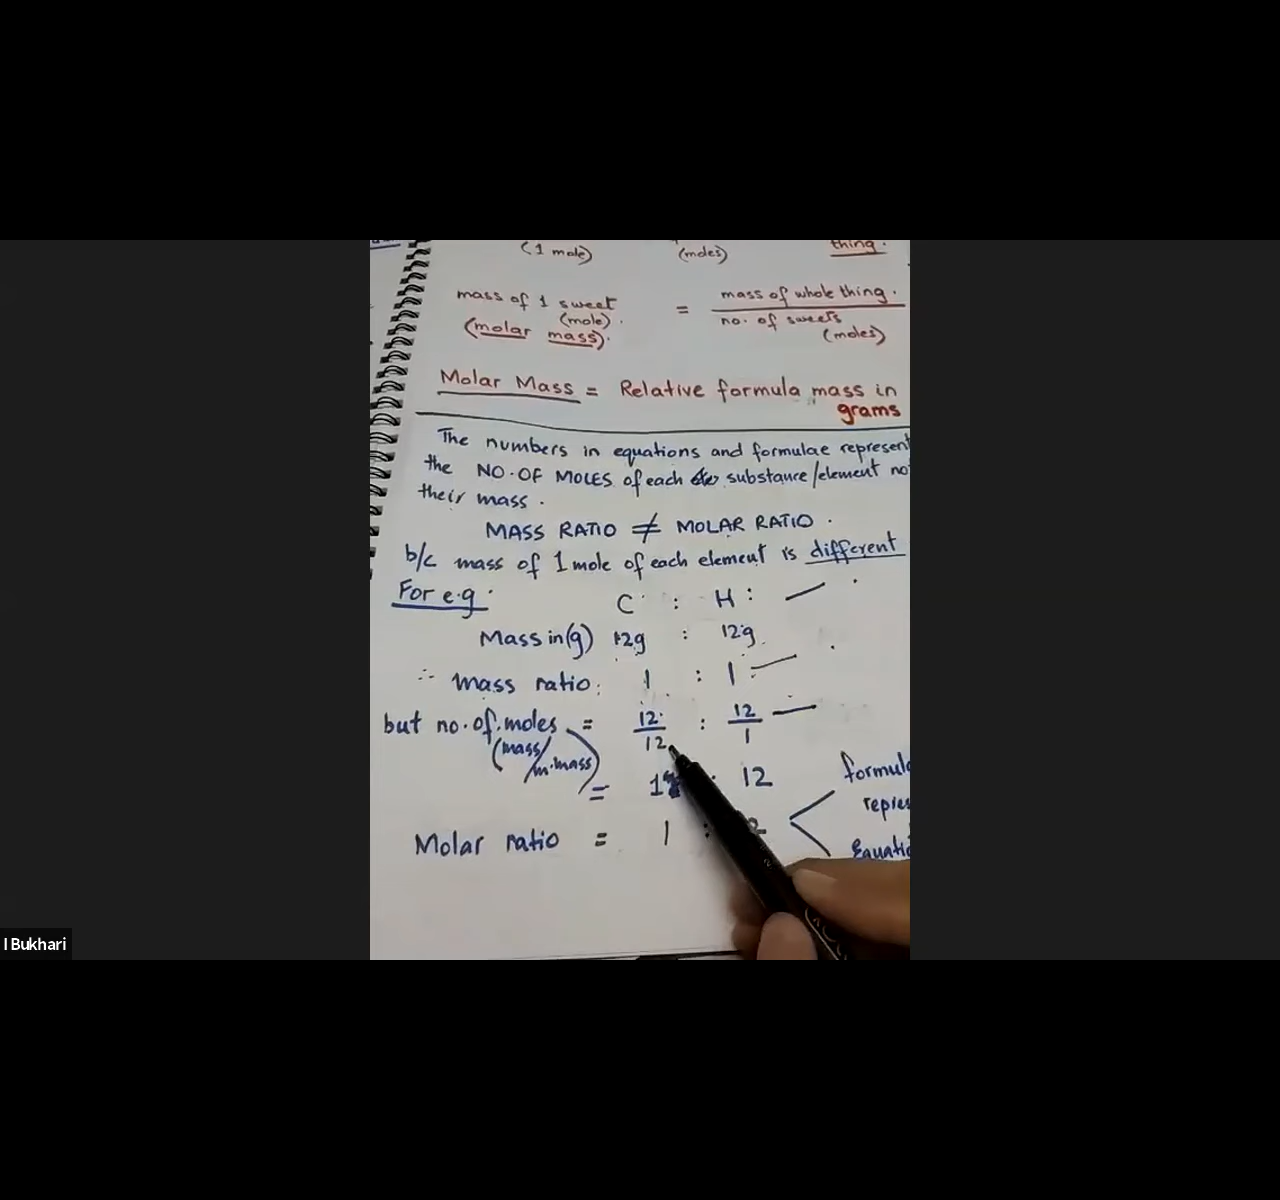 (1 mole)
(moles)
thing.
mass of 1 sweet
(mole).
(molar mass).
=
mass of whole thing.
no. of sweets
(moles)
Molar Mass = Relative formula mass in
grams
The numbers in equations and formulae represent
the NO.OF MOLES of each substance/element no
their mass.
MASS RATIO ≠ MOLAR RATIO.
b/c mass of 1 mole of each element is different
For e.g.
C : H :
Mass in(g) 12g : 12g.
∴ mass ratio: 1 : 1
but no.of.moles = 12/12 : 12/1
(mass/m.mass)
= 1 : 12
Molar ratio = 1 : 2
formula
repres
Equatio
I Bukhari